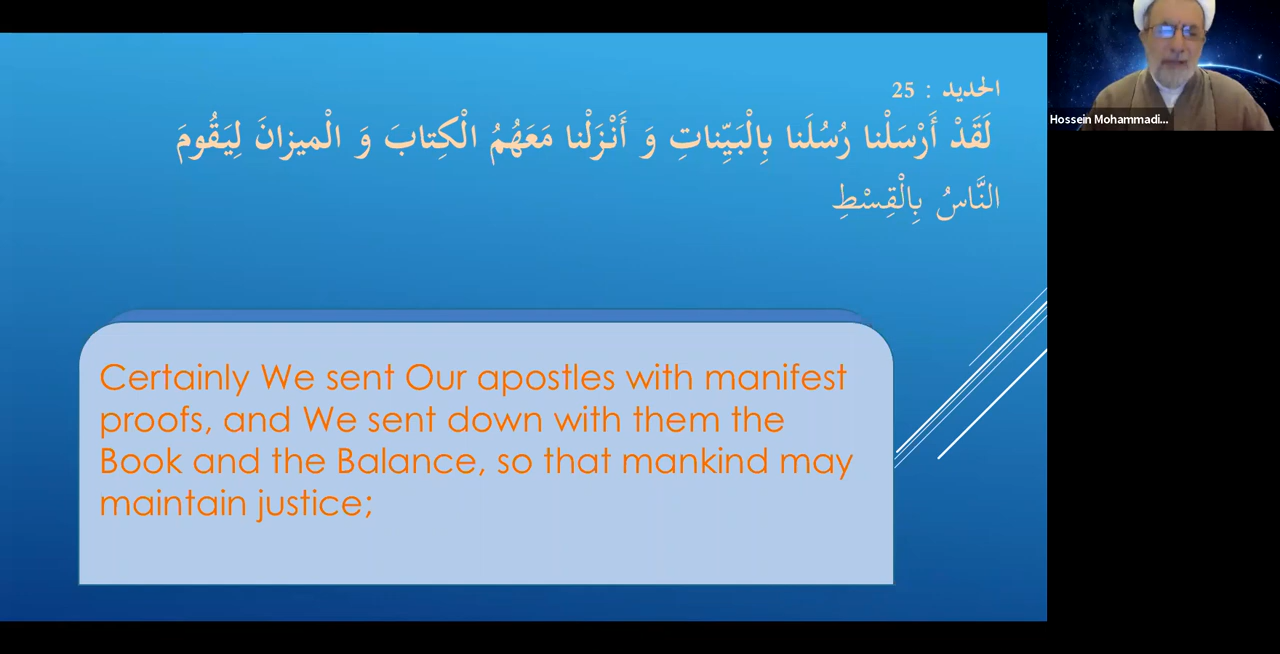 الحديد : 25
لَقَدْ أَرْسَلْنا رُسُلَنا بِالْبَيِّناتِ وَ أَنْزَلْنا مَعَهُمُ الْكِتابَ وَ الْميزانَ لِيَقُومَ
النَّاسُ بِالْقِسْطِ
Certainly We sent Our apostles with manifest
proofs, and We sent down with them the
Book and the Balance, so that mankind may
maintain justice;
Hossein Mohammadi...